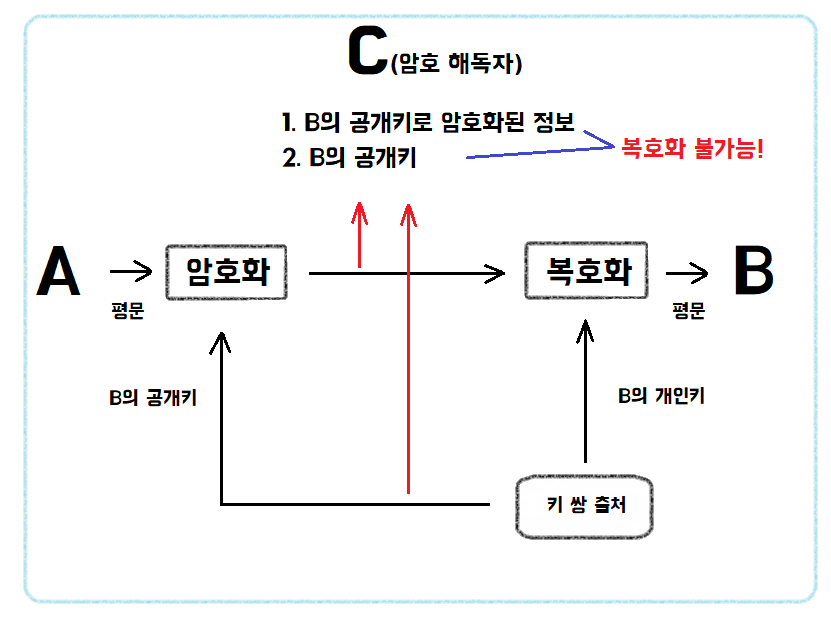 C(암호 해독자)
1. B의 공개키로 암호화된 정보
2. B의 공개키
복호화 불가능!
A
암호화
복호화
B
평문
평문
B의 공개키
B의 개인키
키 쌍 출처